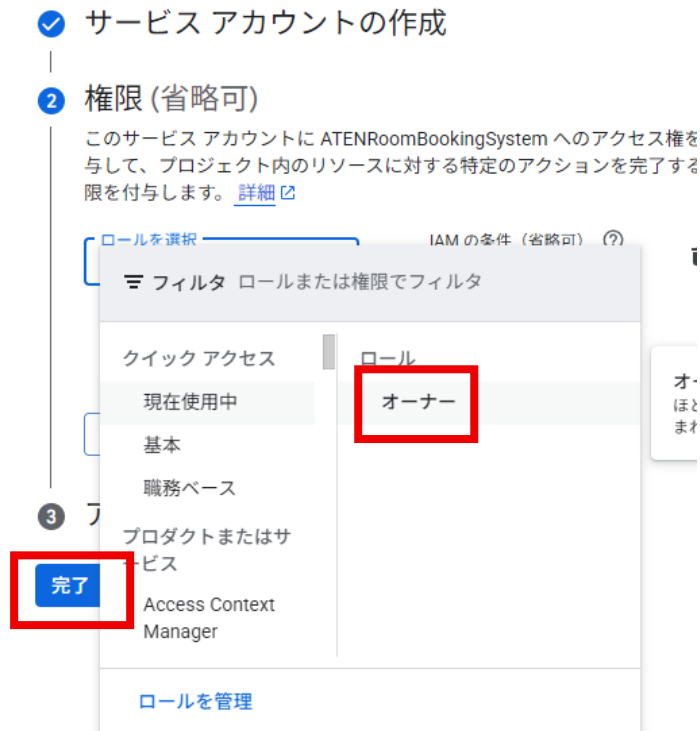 サービス アカウントの作成
2
権限 (省略可)
このサービス アカウントに ATENRoomBookingSystem へのアクセス権を
与して、プロジェクト内のリソースに対する特定のアクションを完了する
限を付与します。 詳細
ロールを選択
IAM の条件（省略可）
フィルタ ロールまたは権限でフィルタ
クイック アクセス
現在使用中
基本
職務ベース
プロダクトまたはサ
ービス
Access Context
Manager
ロール
オーナー
オー
ほと
まれ
3
完了
ロールを管理